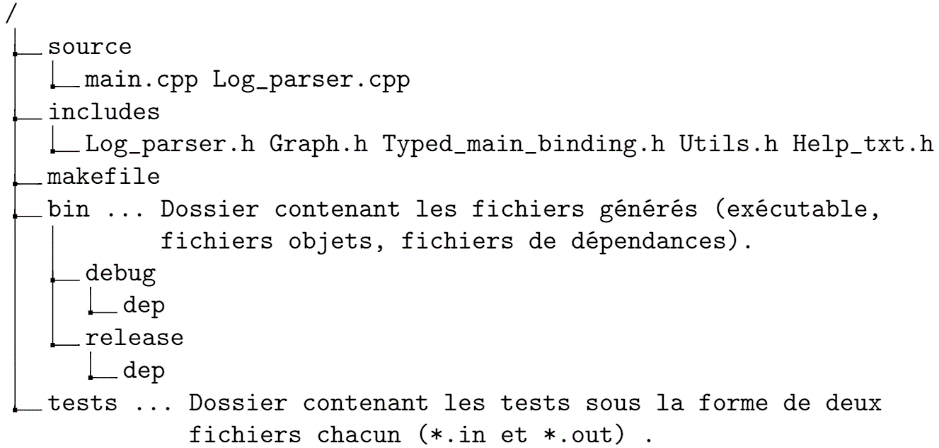 /
source
main.cpp Log_parser.cpp
includes
Log_parser.h Graph.h Typed_main_binding.h Utils.h Help_txt.h
makefile
bin ... Dossier contenant les fichiers générés (exécutable,
fichiers objets, fichiers de dépendances).
debug
dep
release
dep
tests ... Dossier contenant les tests sous la forme de deux
fichiers chacun (*.in et *.out) .